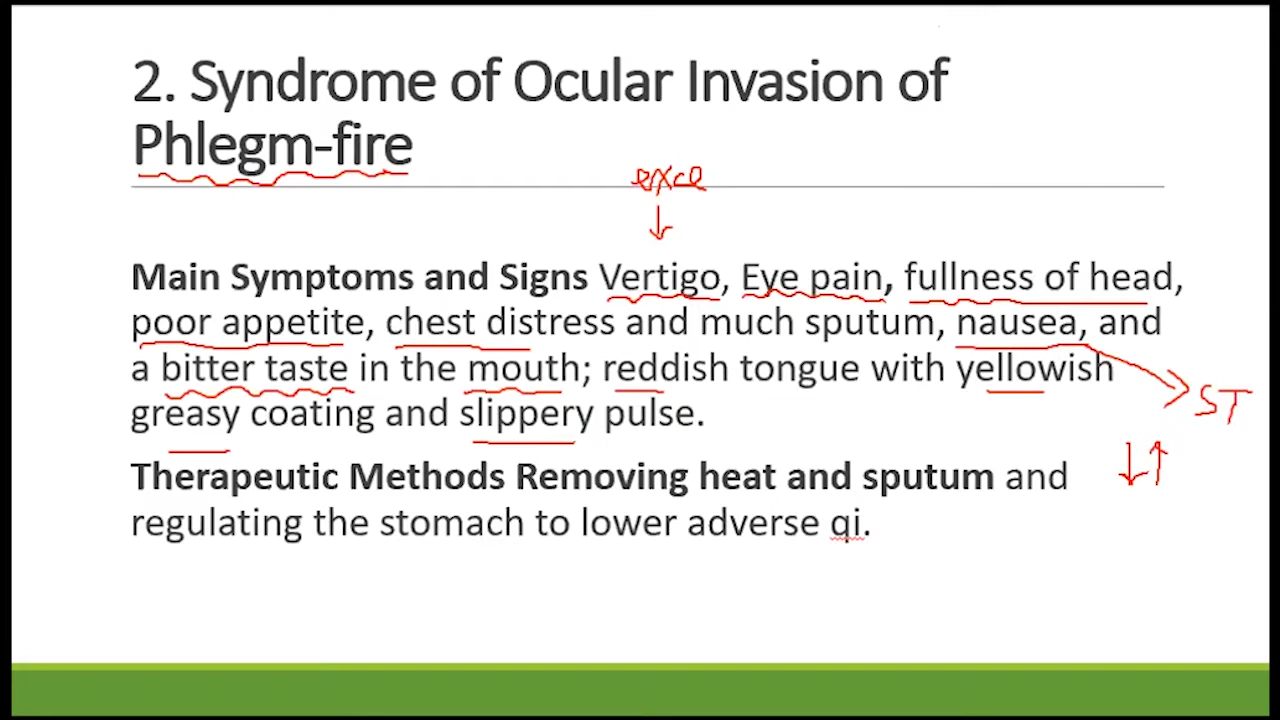 2. Syndrome of Ocular Invasion of
Phlegm-fire
exce
Main Symptoms and Signs Vertigo, Eye pain, fullness of head,
poor appetite, chest distress and much sputum, nausea, and
a bitter taste in the mouth; reddish tongue with yellowish
ST
greasy coating and slippery pulse.
Therapeutic Methods Removing heat and sputum and
regulating the stomach to lower adverse qi.